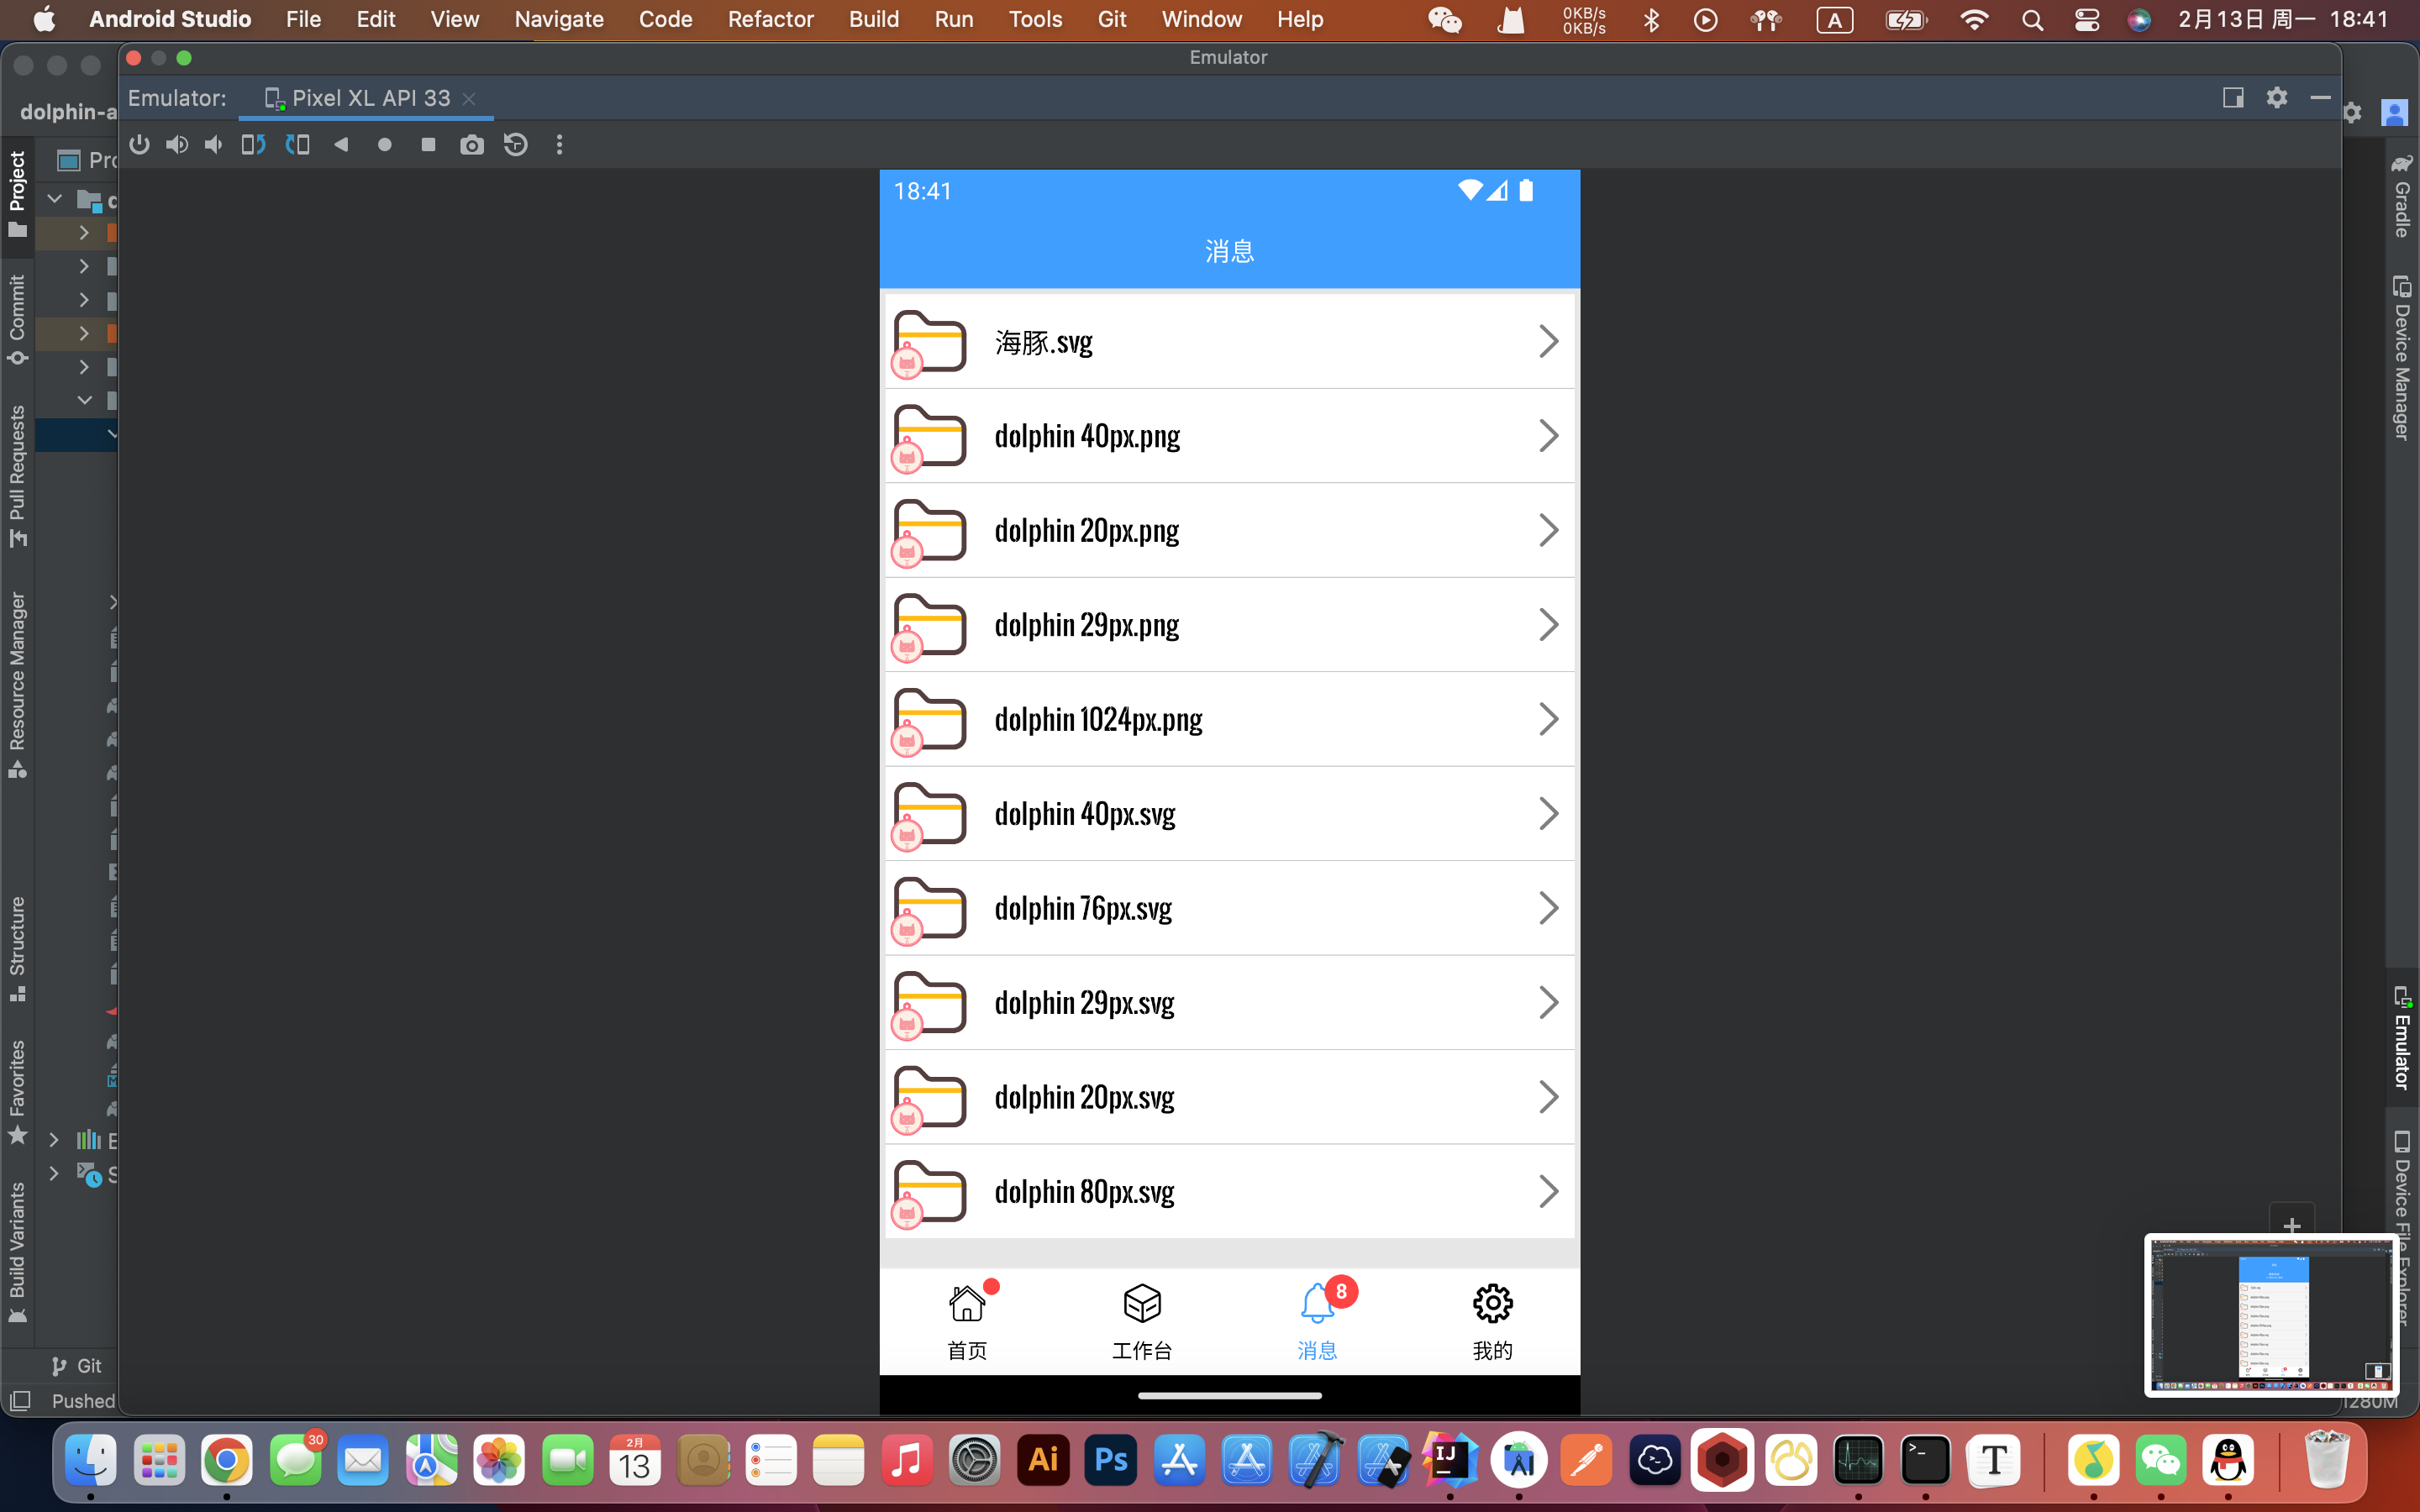 Android Studio File Edit View Navigate Code Refactor Build Run Tools Git Window Help 0KB/s 0KB/s A 2月13日 周一 18:41
Emulator
Emulator: Pixel XL API 33
dolphin-a
Project
Commit
Pull Requests
Resource Manager
Structure
Favorites
Build Variants
Git
Pushed
18:41
消息
海豚.svg
dolphin 40px.png
dolphin 20px.png
dolphin 29px.png
dolphin 1024px.png
dolphin 40px.svg
dolphin 76px.svg
dolphin 29px.svg
dolphin 20px.svg
dolphin 80px.svg
8
首页 工作台 消息 我的
Gradle
Device Manager
Emulator
Device File Explorer
1280M
30
2月
13
Ai
Ps
IJ
T